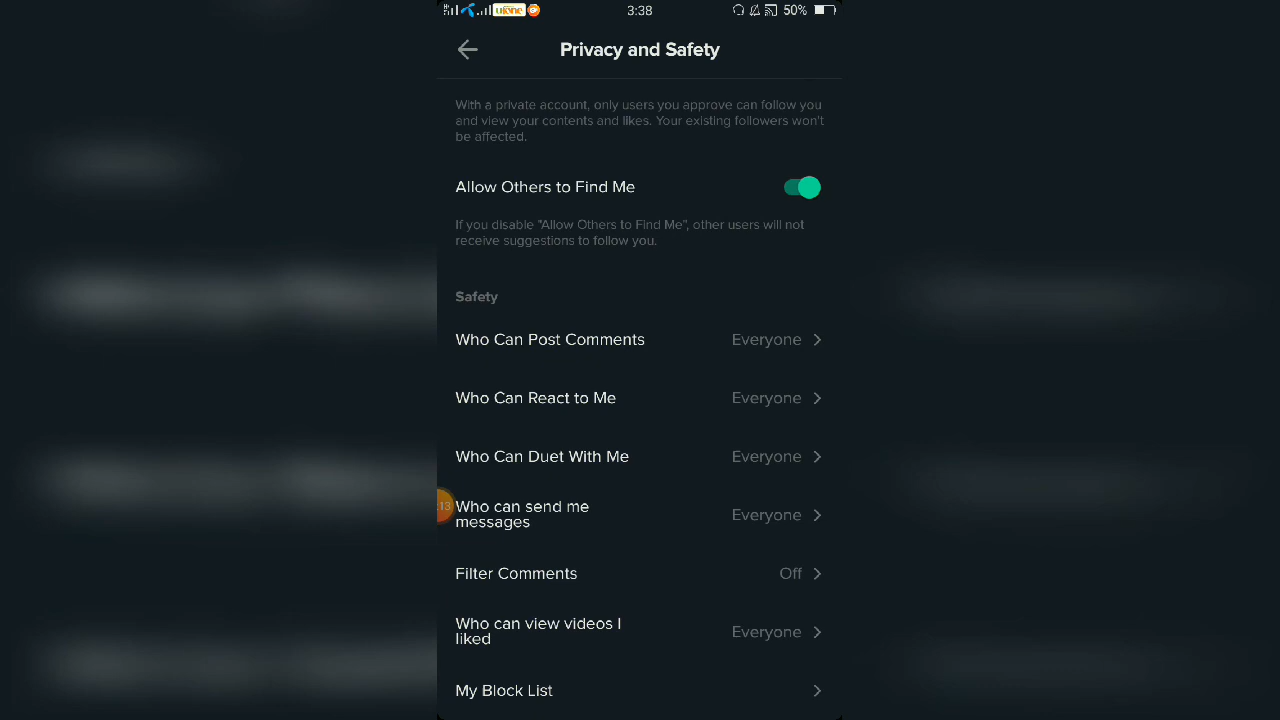 ufone 3:38 50%
Privacy and Safety
With a private account, only users you approve can follow you
and view your contents and likes. Your existing followers won't
be affected.
Allow Others to Find Me
If you disable "Allow Others to Find Me", other users will not
receive suggestions to follow you.
Safety
Who Can Post Comments Everyone
Who Can React to Me Everyone
Who Can Duet With Me Everyone
:13
Who can send me
messages Everyone
Filter Comments Off
Who can view videos I
liked Everyone
My Block List